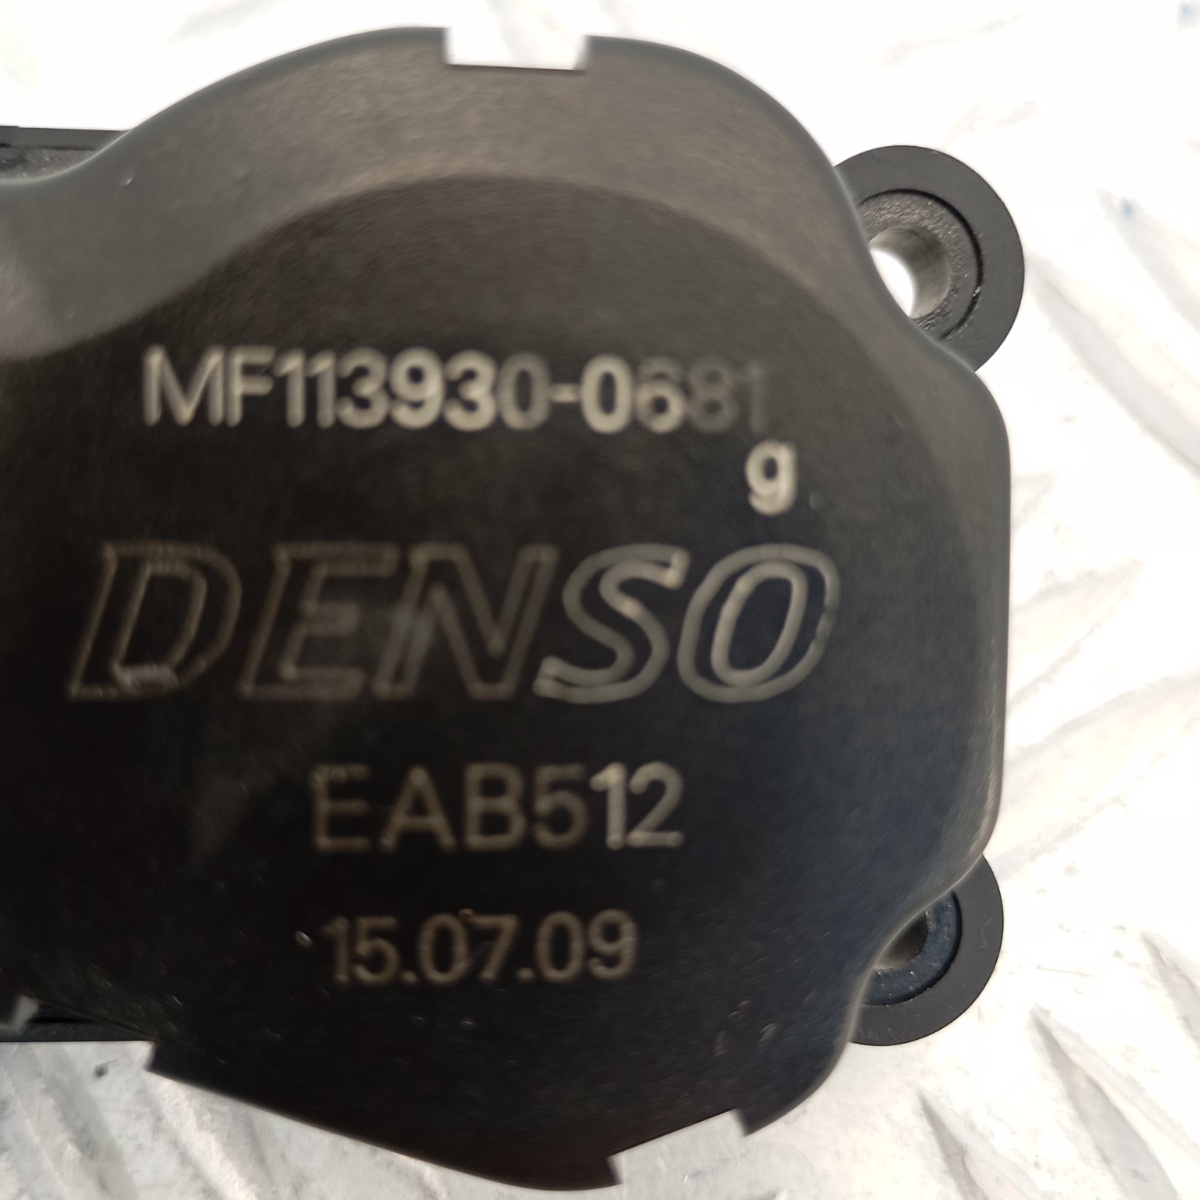 MF113930-0681
g
DENSO
EAB512
15.07.09